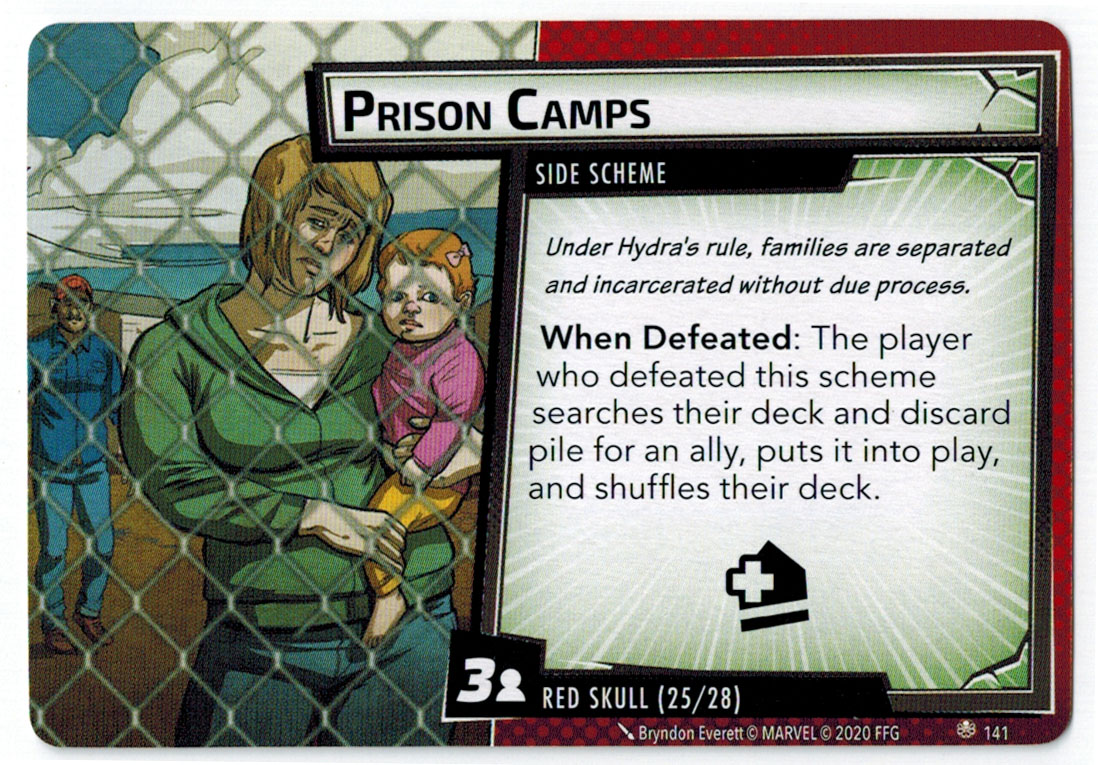 PRISON CAMPS
SIDE SCHEME
Under Hydra's rule, families are separated
and incarcerated without due process.
When Defeated: The player
who defeated this scheme
searches their deck and discard
pile for an ally, puts it into play,
and shuffles their deck.
3
RED SKULL (25/28)
Bryndon Everett © MARVEL © 2020 FFG
141